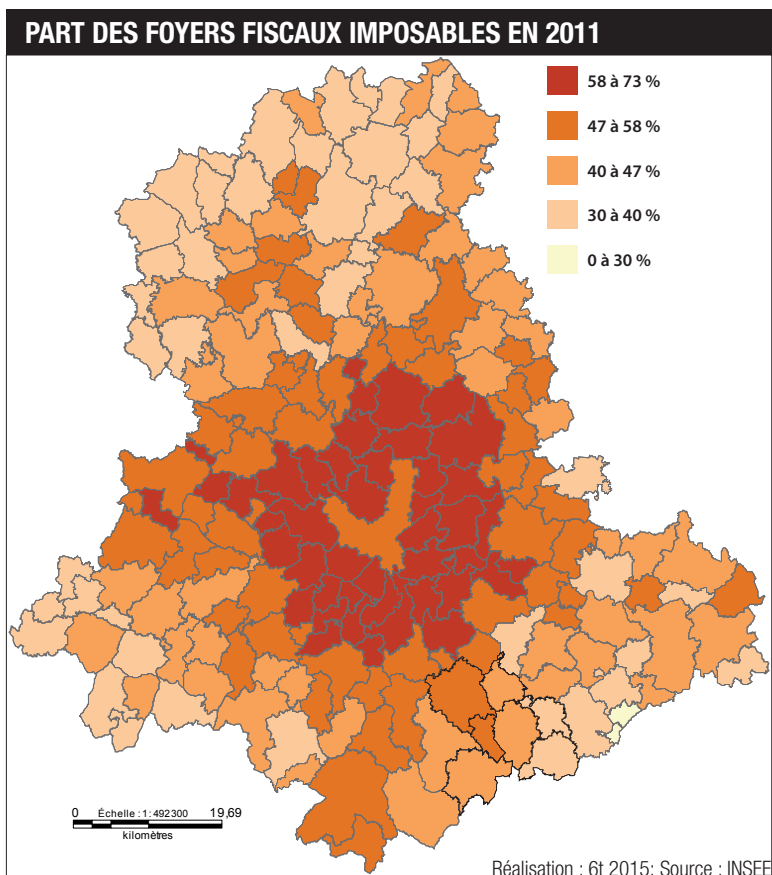 PART DES FOYERS FISCAUX IMPOSABLES EN 2011
58 à 73 %
47 à 58 %
40 à 47 %
30 à 40 %
0 à 30 %
0 Échelle : 1: 492300 19,69
kilomètres
Réalisation : 6t 2015; Source : INSEE